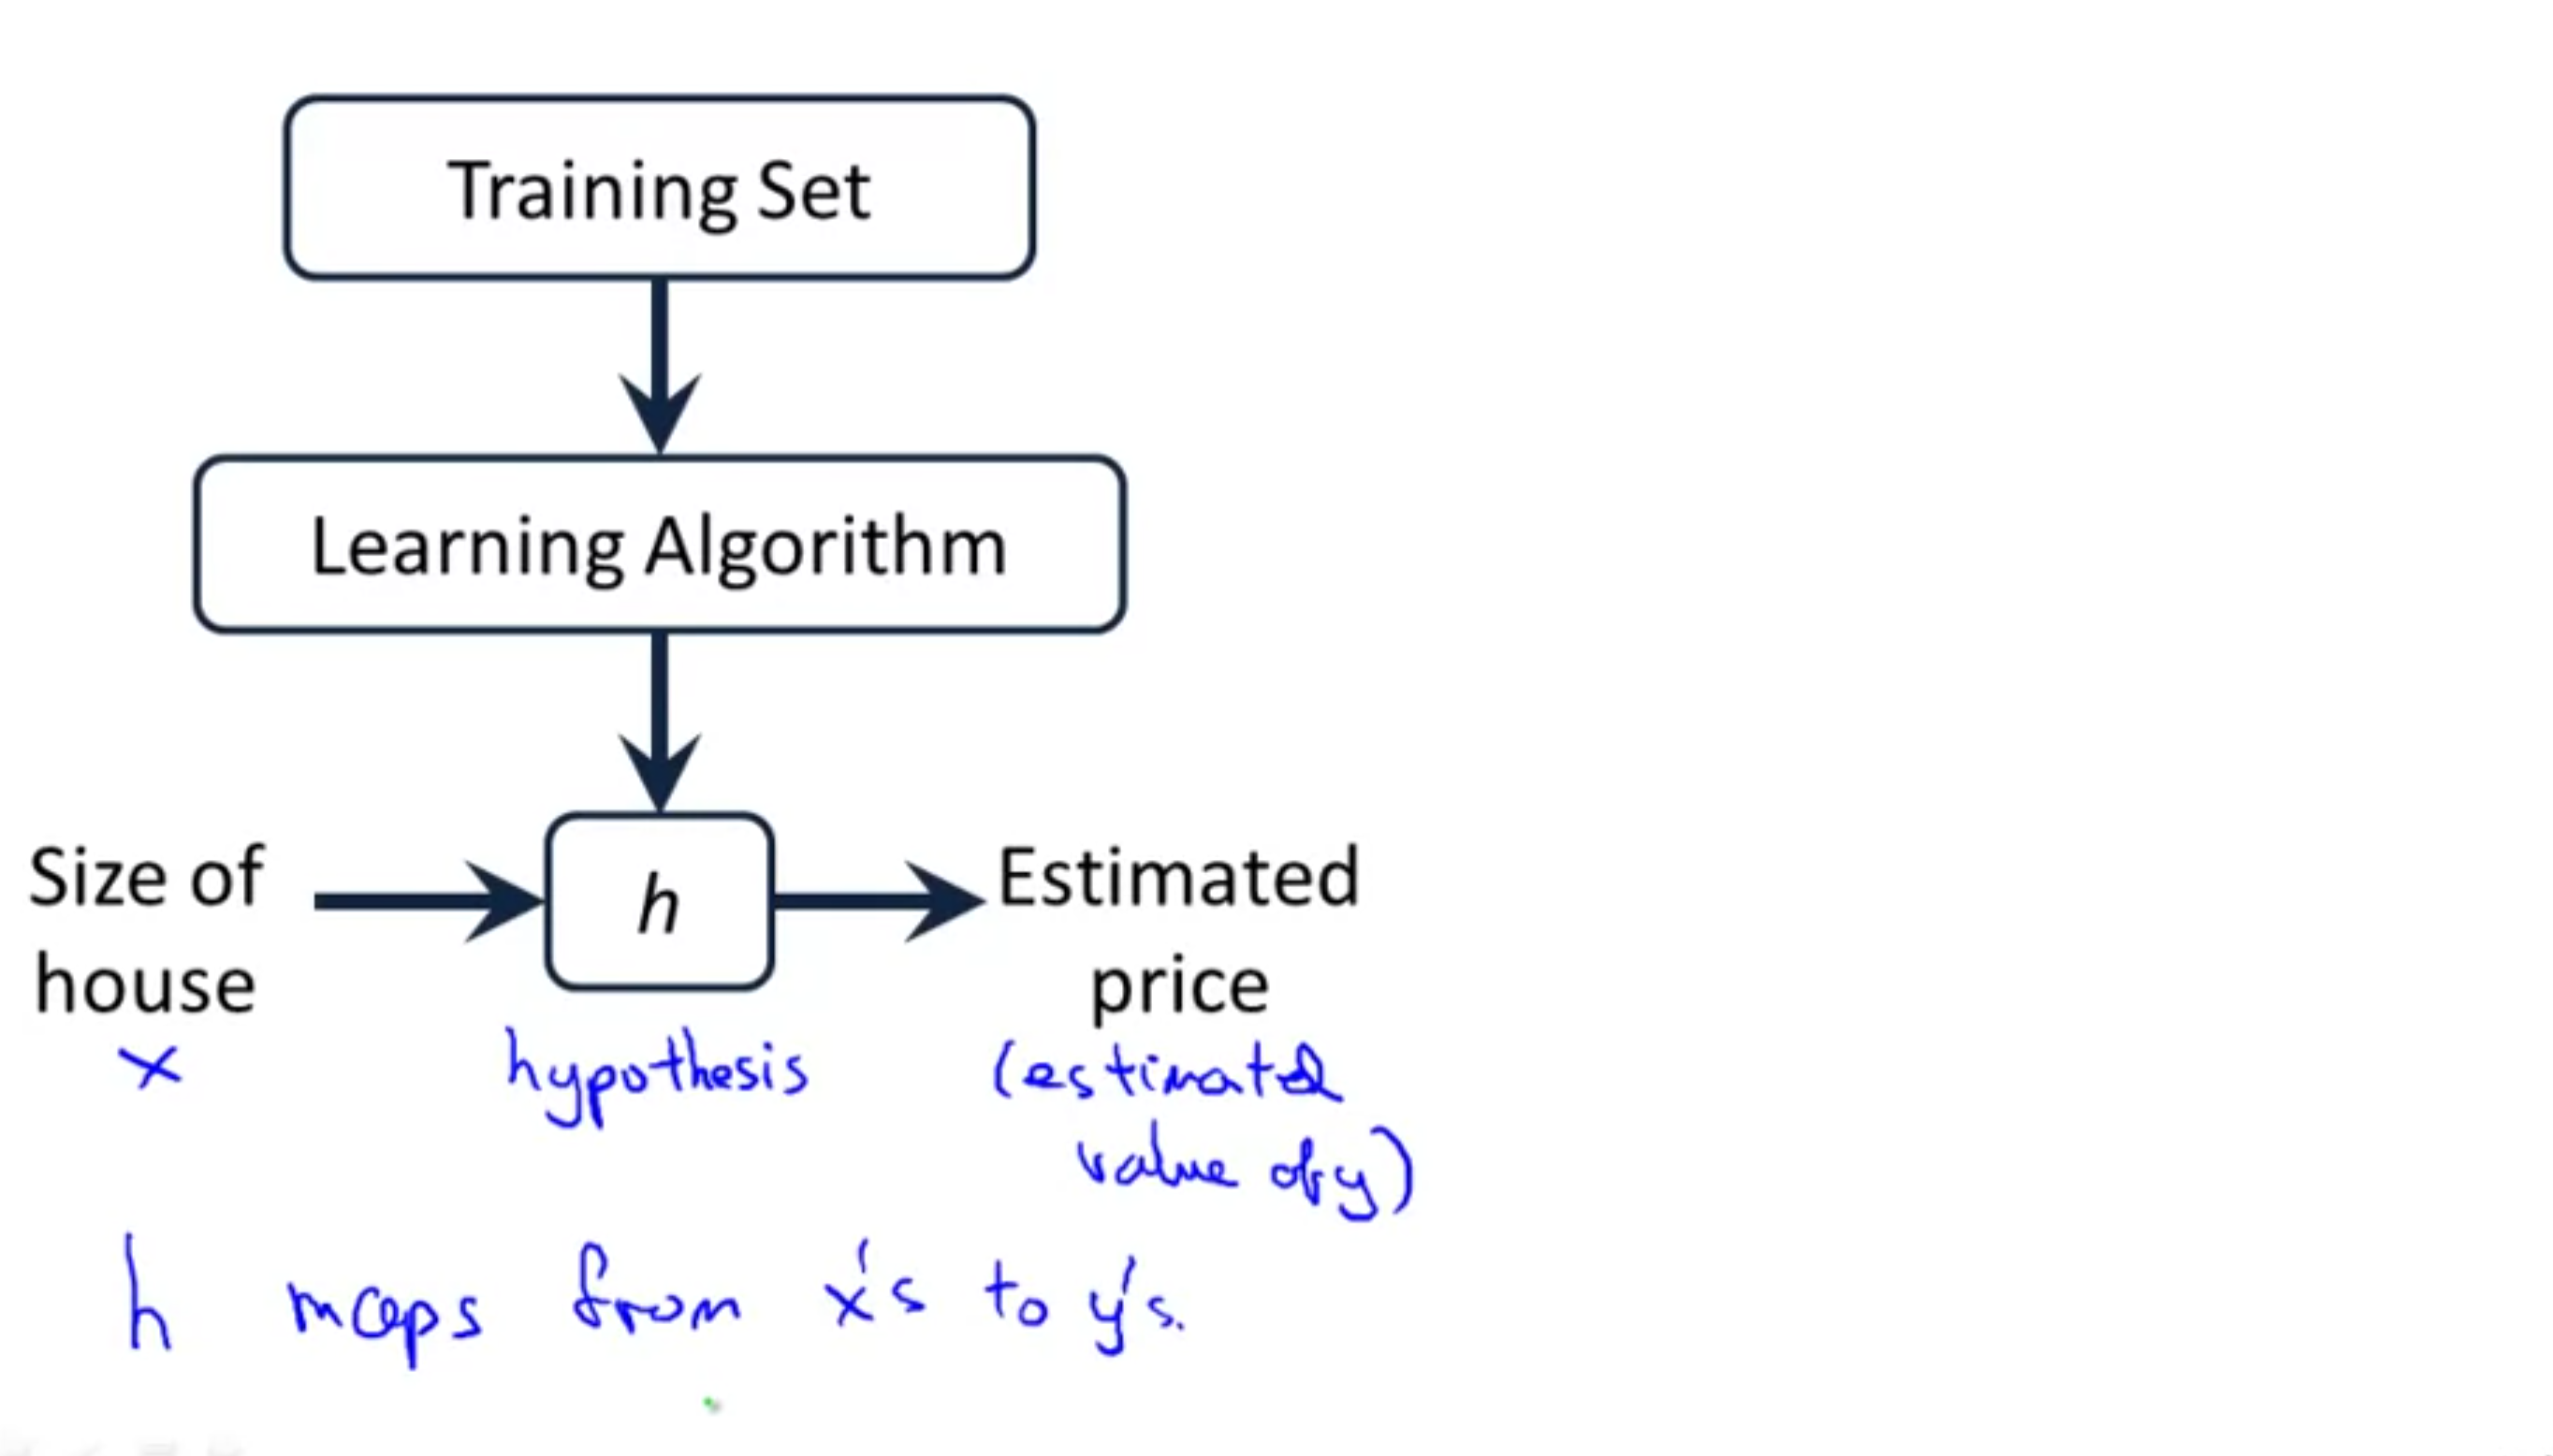 Training Set
Learning Algorithm
Size of
house
h
Estimated
price
x
hypothesis
(estimated
value of y)
h maps from x's to y's.